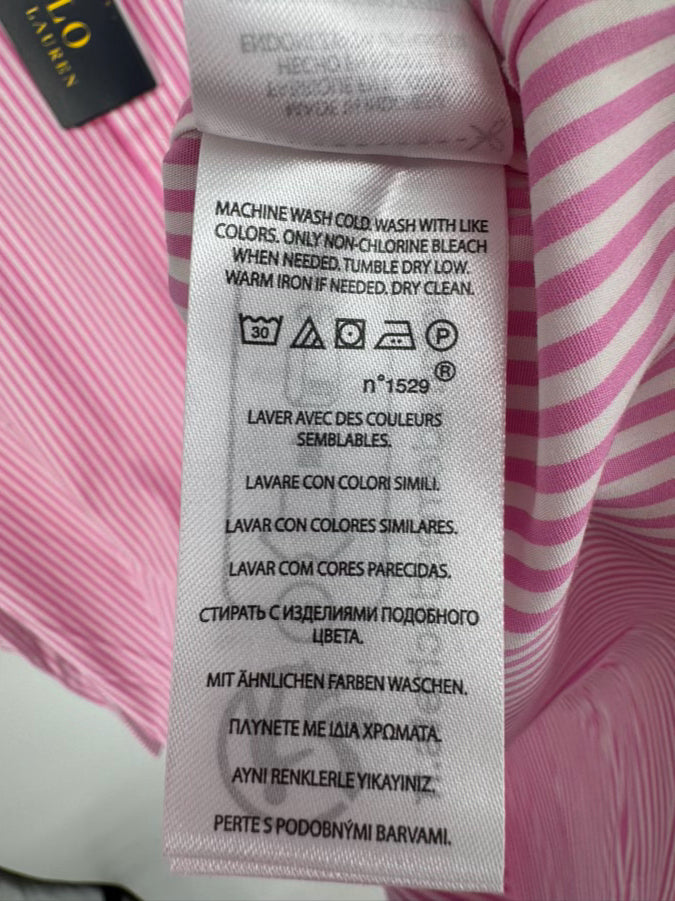 LO
LAUREN
MACHINE WASH COLD. WASH WITH LIKE
COLORS. ONLY NON-CHLORINE BLEACH
WHEN NEEDED. TUMBLE DRY LOW.
WARM IRON IF NEEDED. DRY CLEAN.
30
P
n°1529 ®
LAVER AVEC DES COULEURS
SEMBLABLES.
LAVARE CON COLORI SIMILI.
LAVAR CON COLORES SIMILARES.
LAVAR COM CORES PARECIDAS.
СТИРАТЬ С ИЗДЕЛИЯМИ ПОДОБНОГО
ЦВЕТА.
MIT ÄHNLICHEN FARBEN WASCHEN.
ΠΛΥΝΕΤΕ ΜΕ ΙΔΙΑ ΧΡΩΜΑΤΑ.
AYNI RENKLERLE YIKAYINIZ.
PERTE S PODOBNÝMI BARVAMI.